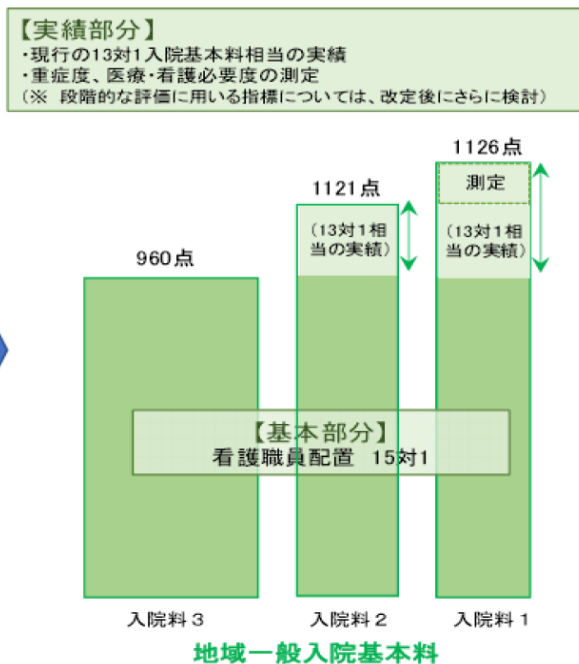 【実績部分】
・現行の13対1入院基本料相当の実績
・重症度、医療・看護必要度の測定
(※ 段階的な評価に用いる指標については、改定後にさらに検討)
1126点
測定
1121点
(13対1相
当の実績)
(13対1相
当の実績)
960点
【基本部分】
看護職員配置 15対1
入院料3
入院料2
入院料1
地域一般入院基本料